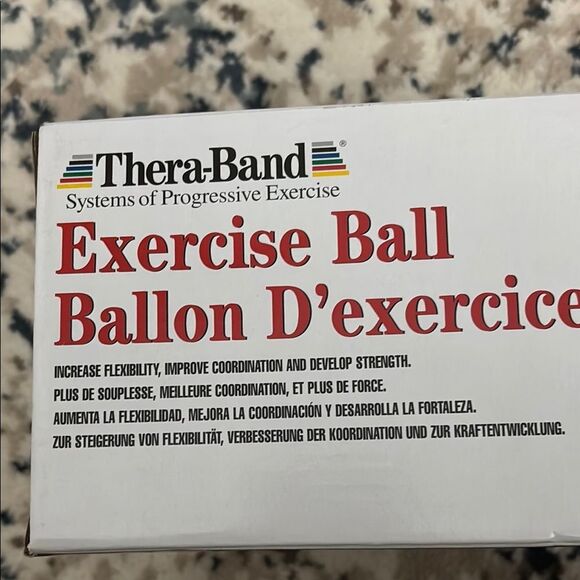 Thera-Band®
Systems of Progressive Exercise
Exercise Ball
Ballon D'exercice
INCREASE FLEXIBILITY, IMPROVE COORDINATION AND DEVELOP STRENGTH.
PLUS DE SOUPLESSE, MEILLEURE COORDINATION, ET PLUS DE FORCE.
AUMENTA LA FLEXIBILIDAD, MEJORA LA COORDINACIÓN Y DESARROLLA LA FORTALEZA.
ZUR STEIGERUNG VON FLEXIBILITÄT, VERBESSERUNG DER KOORDINATION UND ZUR KRAFTENTWICKLUNG.